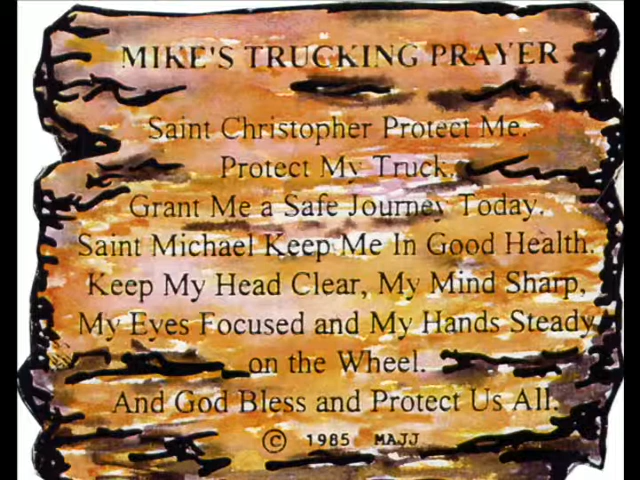 MIKE'S TRUCKING PRAYER
Saint Christopher Protect Me.
Protect My Truck.
Grant Me a Safe Journey Today.
Saint Michael Keep Me In Good Health.
Keep My Head Clear, My Mind Sharp,
My Eyes Focused and My Hands Steady
on the Wheel.
And God Bless and Protect Us All.
© 1985 MAJJ